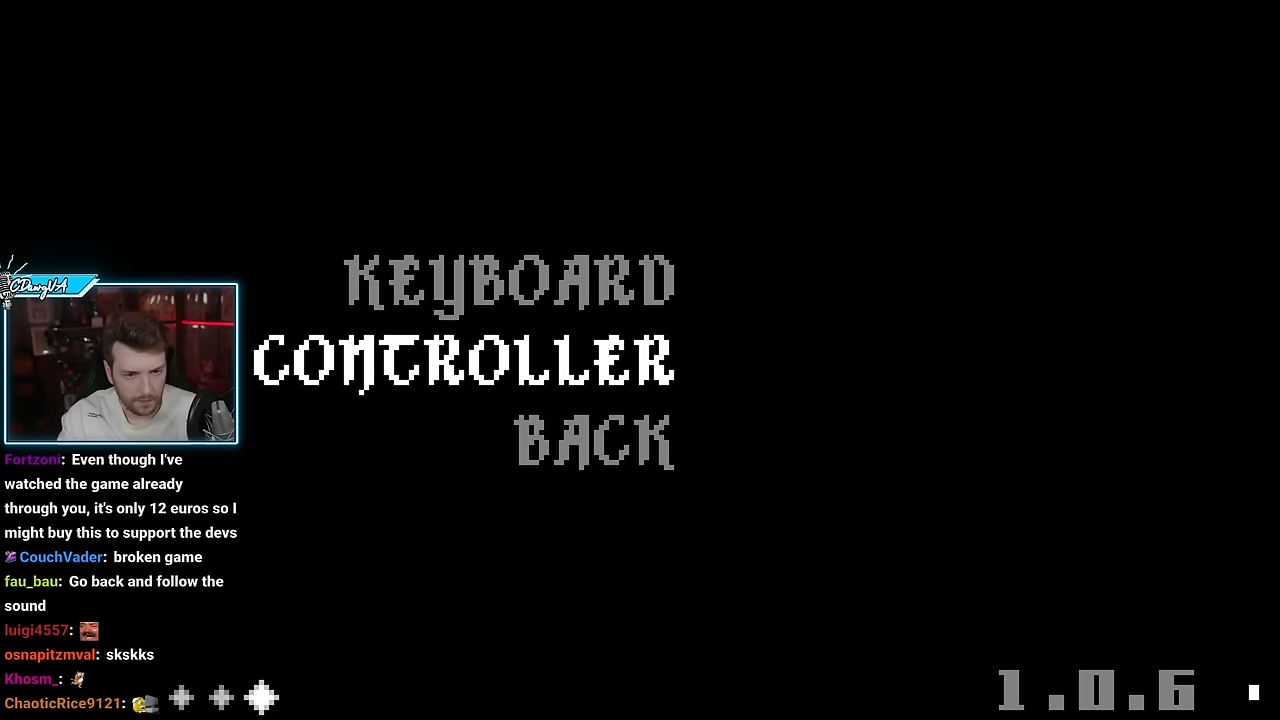 KEYBOARD
CONTROLLER
BACK
CDawgVA
Fortzoni: Even though I've
watched the game already
through you, it's only 12 euros so I
might buy this to support the devs
CouchVader: broken game
fau_bau: Go back and follow the
sound
luigi4557:
osnapitzmval: skskks
Khosm_:
ChaoticRice9121:
1.0.6